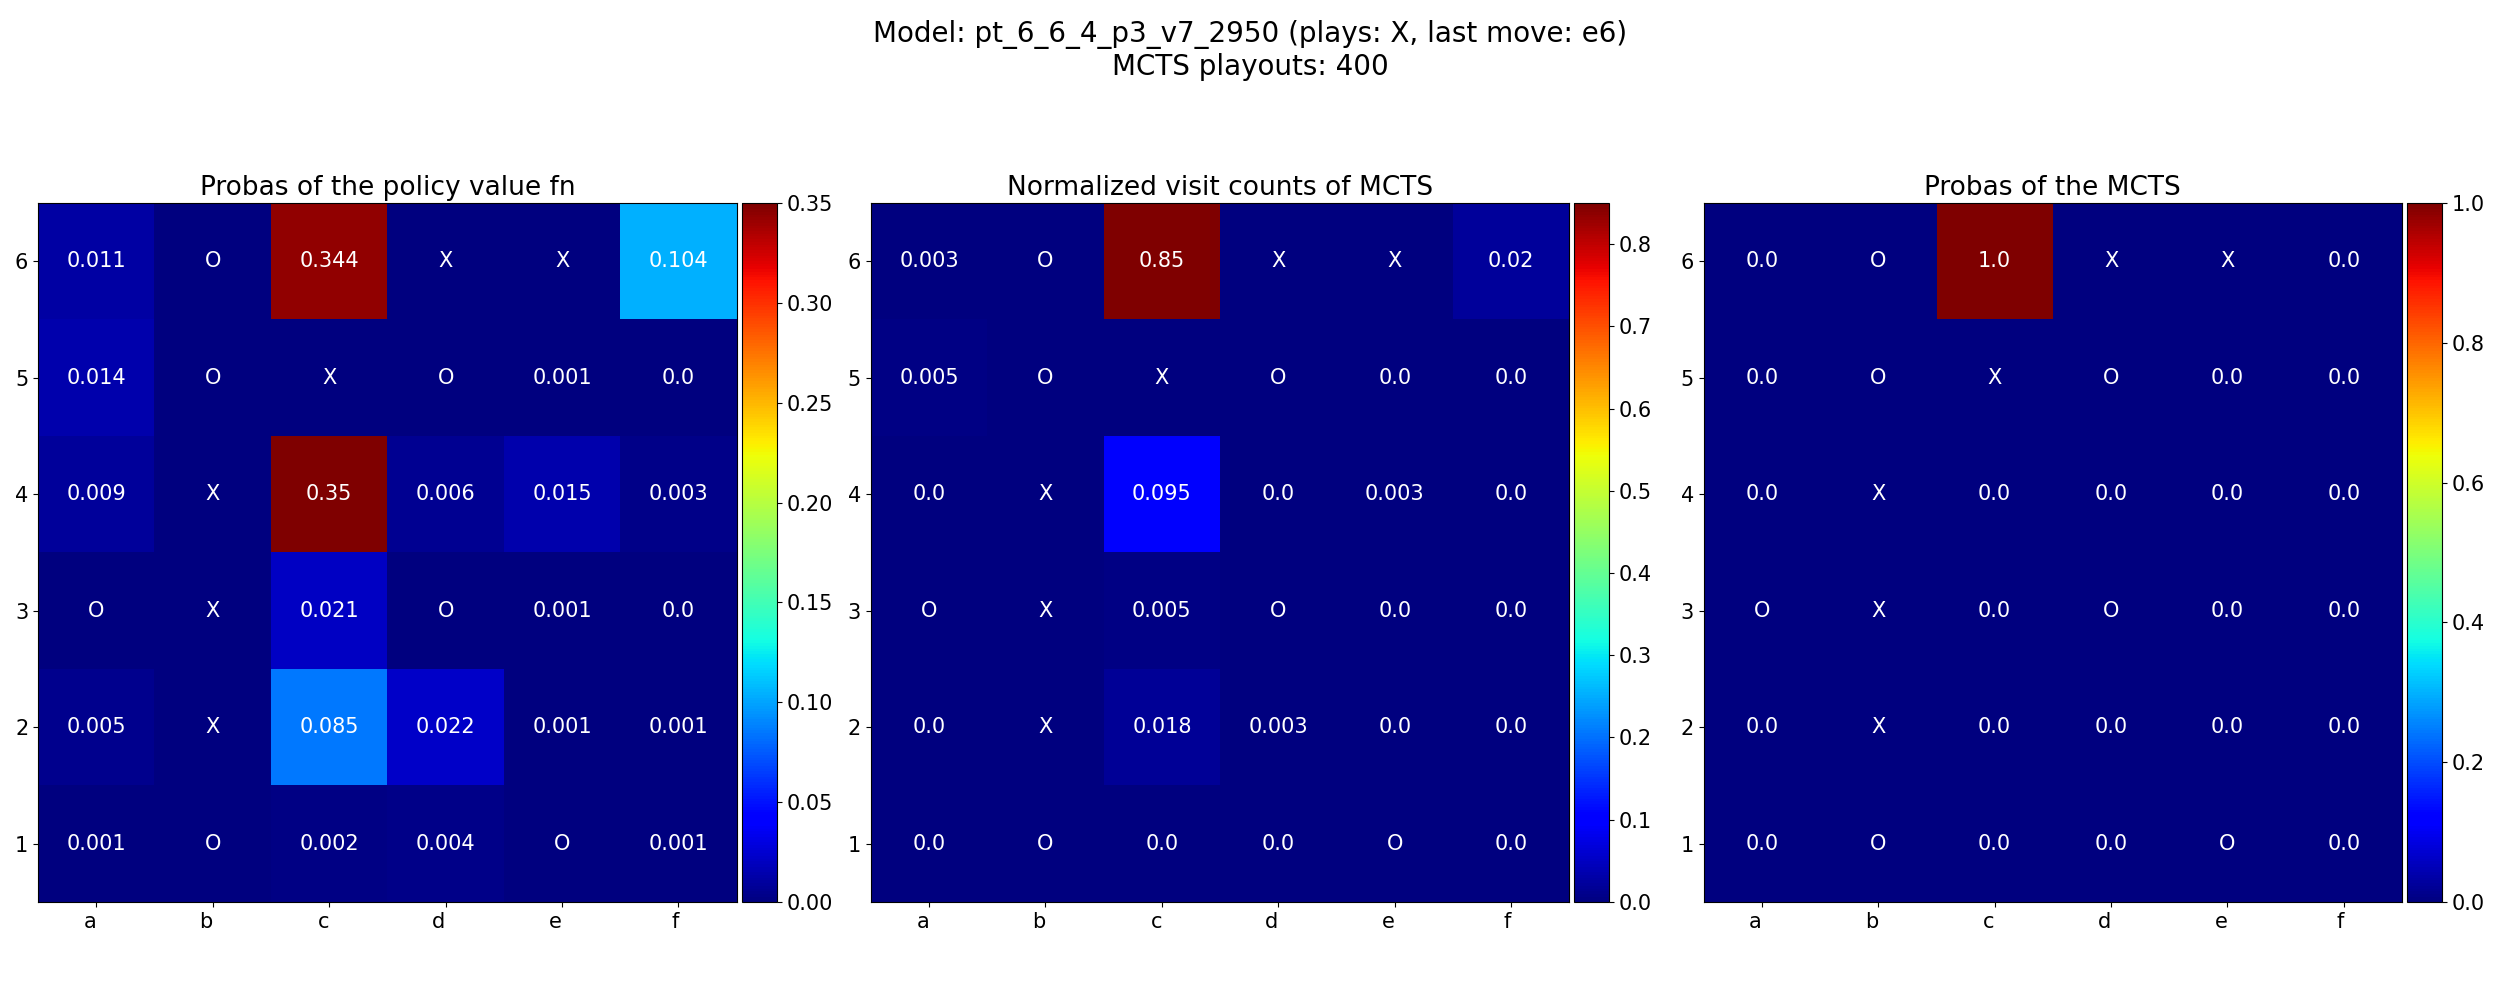 Model: pt_6_6_4_p3_v7_2950 (plays: X, last move: e6)
MCTS playouts: 400
Probas of the policy value fn
6 0.011 O 0.344 X X 0.104
5 0.014 O X O 0.001 0.0
4 0.009 X 0.35 0.006 0.015 0.003
3 O X 0.021 O 0.001 0.0
2 0.005 X 0.085 0.022 0.001 0.001
1 0.001 O 0.002 0.004 O 0.001
a b c d e f
0.35
0.30
0.25
0.20
0.15
0.10
0.05
0.00
Normalized visit counts of MCTS
6 0.003 O 0.85 X X 0.02
5 0.005 O X O 0.0 0.0
4 0.0 X 0.095 0.0 0.003 0.0
3 O X 0.005 O 0.0 0.0
2 0.0 X 0.018 0.003 0.0 0.0
1 0.0 O 0.0 0.0 O 0.0
a b c d e f
0.8
0.7
0.6
0.5
0.4
0.3
0.2
0.1
0.0
Probas of the MCTS
6 0.0 O 1.0 X X 0.0
5 0.0 O X O 0.0 0.0
4 0.0 X 0.0 0.0 0.0 0.0
3 O X 0.0 O 0.0 0.0
2 0.0 X 0.0 0.0 0.0 0.0
1 0.0 O 0.0 0.0 O 0.0
a b c d e f
1.0
0.8
0.6
0.4
0.2
0.0